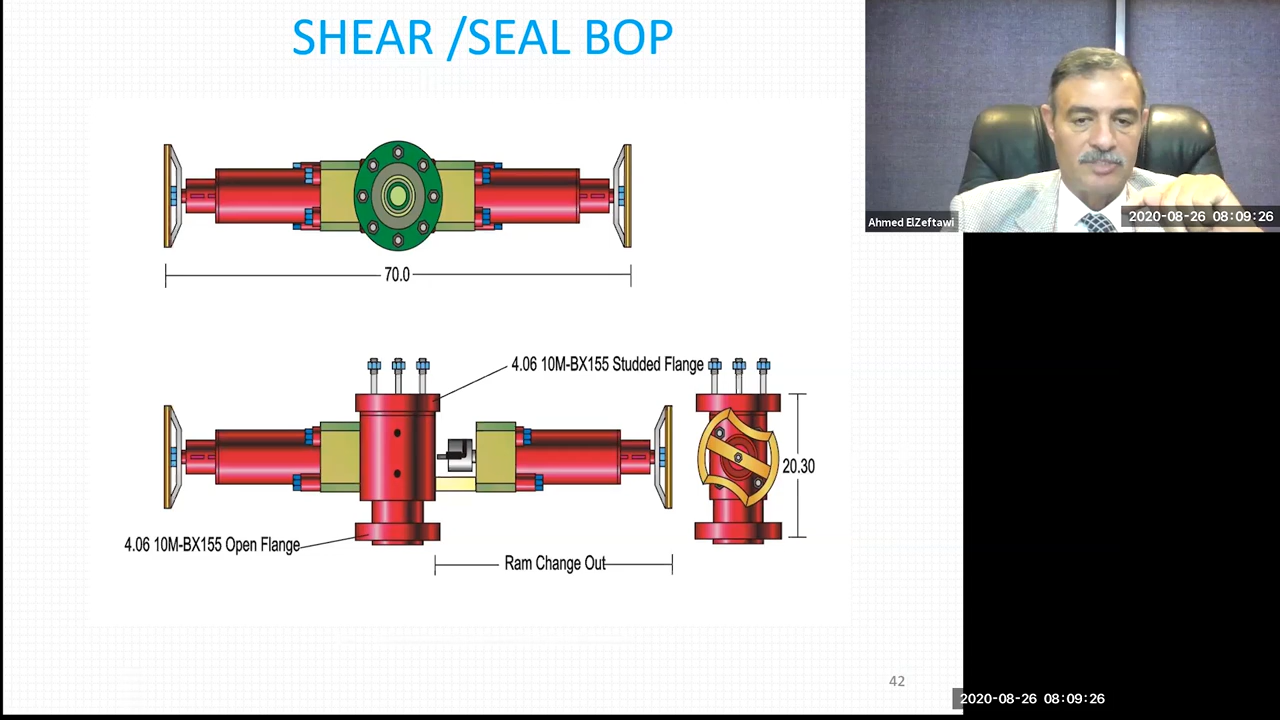 SHEAR /SEAL BOP
Ahmed ElZeftawi
2020-08-26 08:09:26
70.0
4.06 10M-BX155 Studded Flange
20.30
4.06 10M-BX155 Open Flange
Ram Change Out
42
2020-08-26 08:09:26